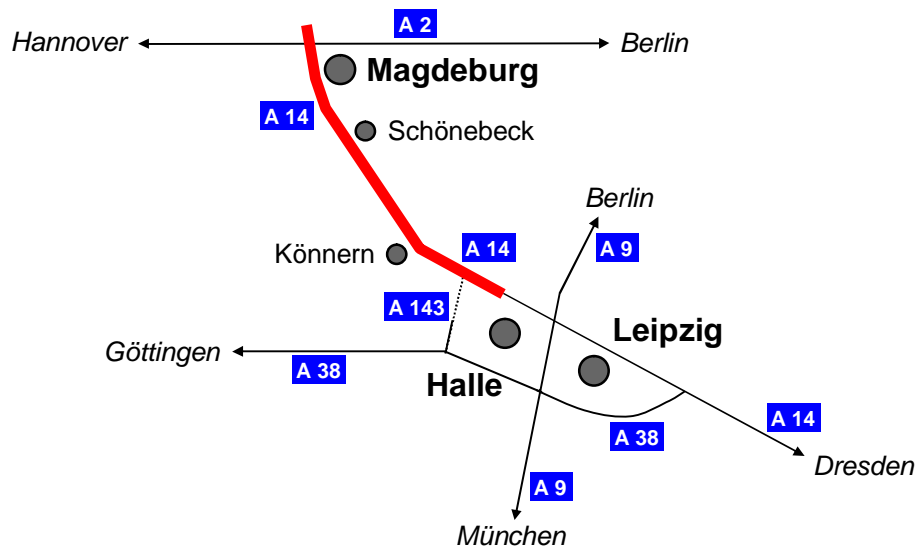 A 2
Hannover
Berlin
Magdeburg
A 14
Schönebeck
Berlin
Könnern
A 14
A 9
A 143
Leipzig
Göttingen
A 38
Halle
A 14
A 38
Dresden
A 9
München